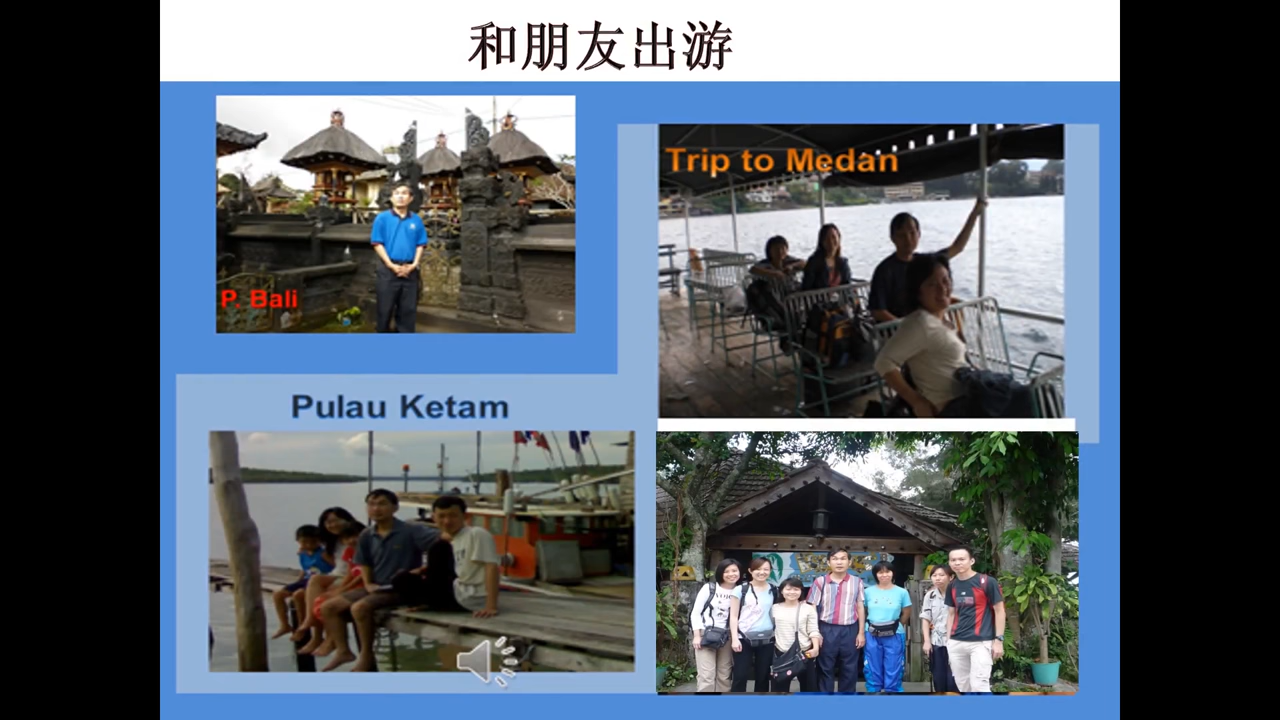 和朋友出游
P. Bali
Trip to Medan
Pulau Ketam